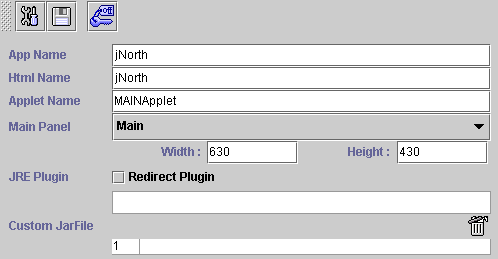 Off
App Name jNorth
Html Name jNorth
Applet Name MAINApplet
Main Panel Main
Width : 630 Height : 430
JRE Plugin Redirect Plugin
Custom JarFile
1